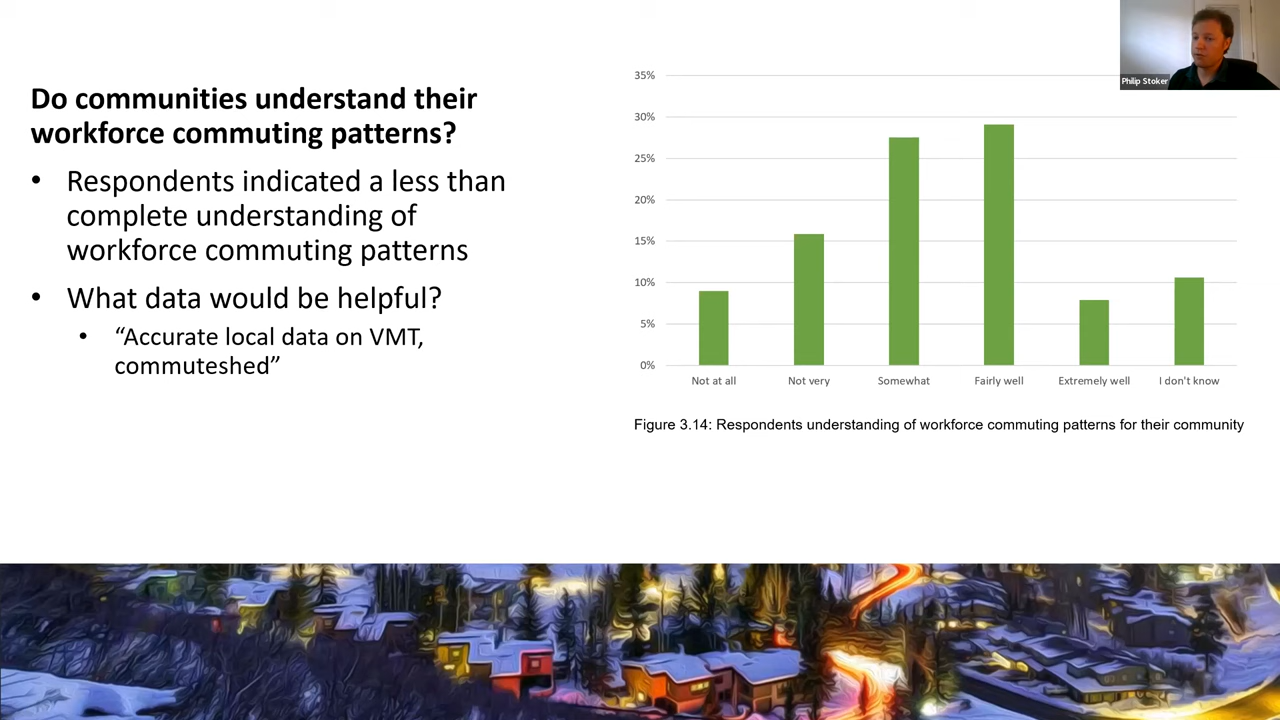 Do communities understand their
workforce commuting patterns?
• Respondents indicated a less than
complete understanding of
workforce commuting patterns
• What data would be helpful?
• “Accurate local data on VMT,
commuteshed”
Philip Stoker
35%
30%
25%
20%
15%
10%
5%
0%
Not at all Not very Somewhat Fairly well Extremely well I don't know
Figure 3.14: Respondents understanding of workforce commuting patterns for their community